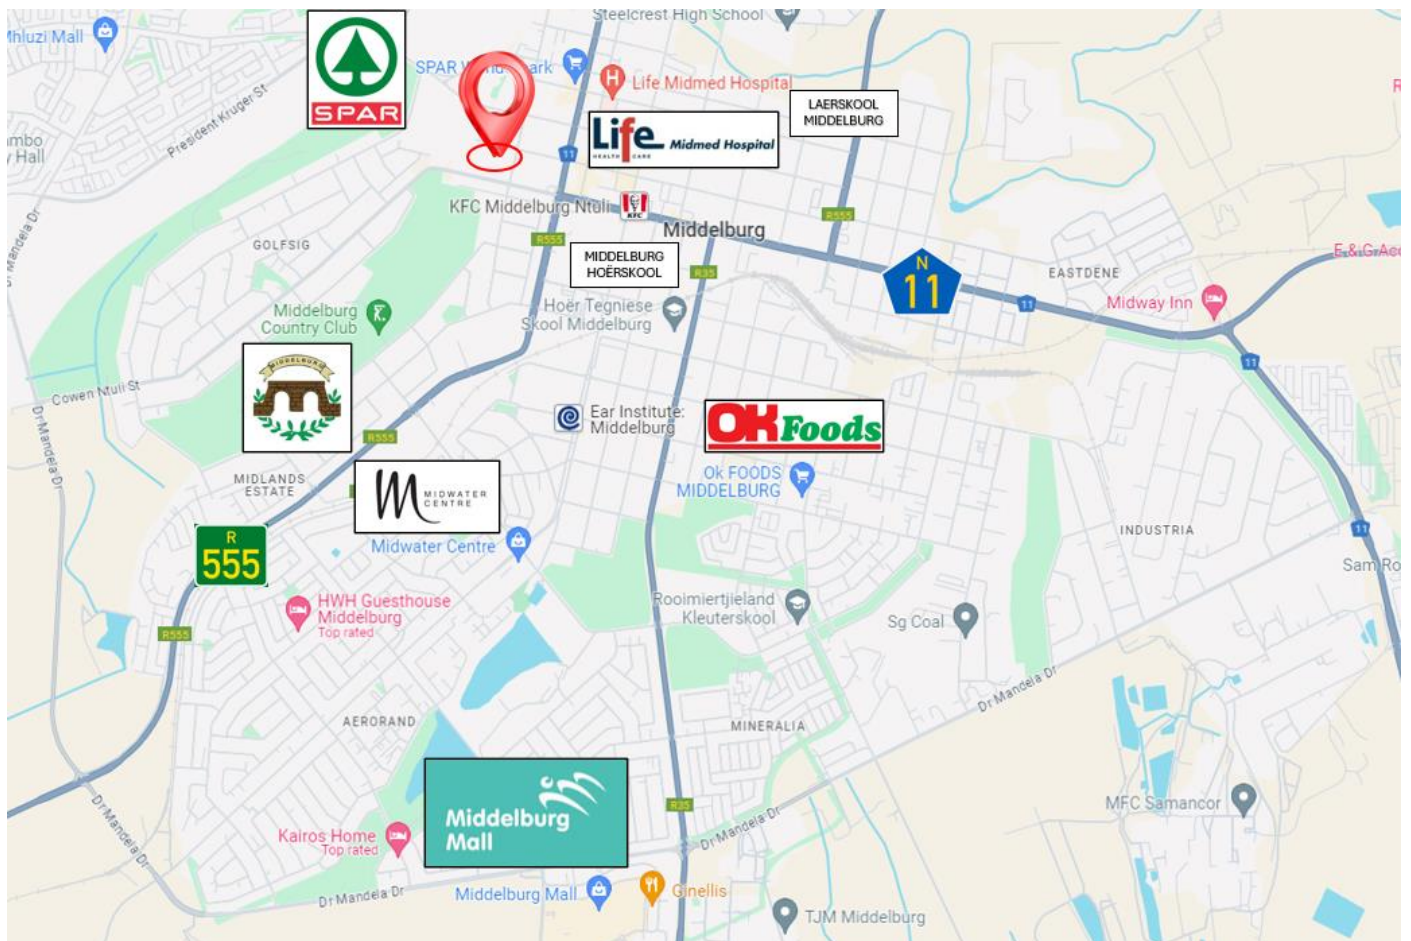 Steelcrest High School
Mhluzi Mall
SPAR
SPAR
Life Midmed Hospital
LAERSKOOL
MIDDELBURG
President Kruger St
Life Midmed Hospital
HEALTH CARE
11
Hall
KFC Middelburg Ntuli
KFC
Middelburg
R555
R555
GOLFSIG
MIDDELBURG
HOËRSKOOL
R35
N
11
EASTDENE
E & G Acc
Dr Mandela Dr
Midway Inn
11
Hoër Tegniese
Skool Middelburg
Middelburg
Country Club
MIDDELBURG
11
Cowen Ntuli St
Dr Mandela Dr
R555
Ear Institute:
Middelburg
OK Foods
MIDLANDS
ESTATE
M MIDWATER
CENTRE
Ok FOODS
MIDDELBURG
R
555
Midwater Centre
INDUSTRIA
11
Sam Ro
HWH Guesthouse
Middelburg
Top rated
R555
Rooimiertjieland
Kleuterskool
Sg Coal
Dr Mandela Dr
AERORAND
MINERALIA
Middelburg
Mall
R35
Dr Mandela Dr
Dr Mandela Dr
MFC Samancor
Kairos Home
Top rated
Dr Mandela Dr
Middelburg Mall
Ginellis
TJM Middelburg